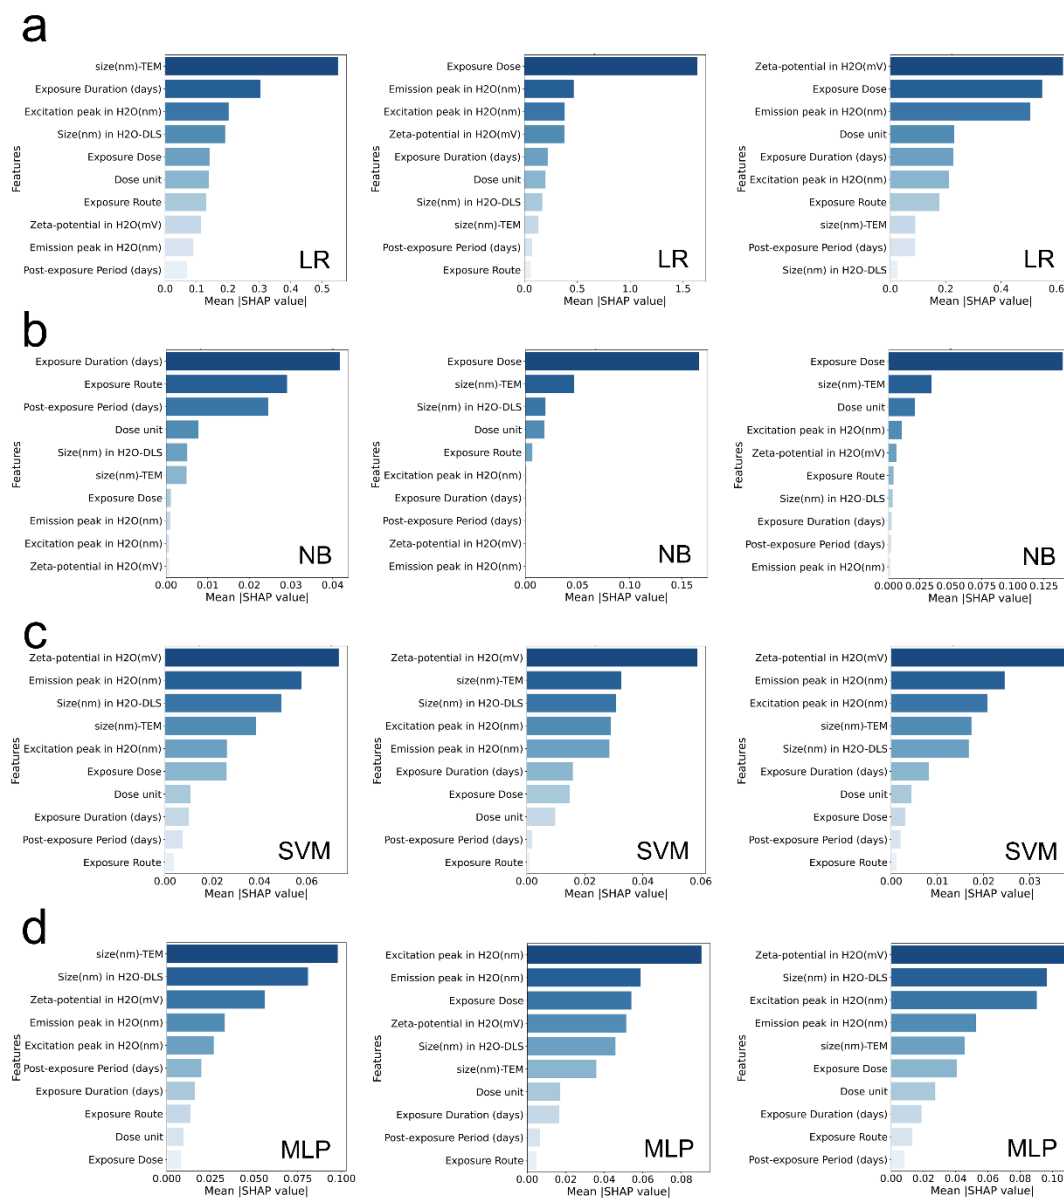 a
size(nm)-TEM
Exposure Duration (days)
Excitation peak in H2O(nm)
Size(nm) in H2O-DLS
Exposure Dose
Dose unit
Exposure Route
Zeta-potential in H2O(mV)
Emission peak in H2O(nm)
Post-exposure Period (days)
Features
LR
0.0 0.1 0.2 0.3 0.4 0.5
Mean |SHAP value|
Exposure Dose
Emission peak in H2O(nm)
Excitation peak in H2O(nm)
Zeta-potential in H2O(mV)
Exposure Duration (days)
Dose unit
Size(nm) in H2O-DLS
size(nm)-TEM
Post-exposure Period (days)
Exposure Route
Features
LR
0.0 0.5 1.0 1.5
Mean |SHAP value|
Zeta-potential in H2O(mV)
Exposure Dose
Emission peak in H2O(nm)
Dose unit
Exposure Duration (days)
Excitation peak in H2O(nm)
Exposure Route
size(nm)-TEM
Post-exposure Period (days)
Size(nm) in H2O-DLS
Features
LR
0.0 0.2 0.4 0.6
Mean |SHAP value|
b
Exposure Duration (days)
Exposure Route
Post-exposure Period (days)
Dose unit
Size(nm) in H2O-DLS
size(nm)-TEM
Exposure Dose
Emission peak in H2O(nm)
Excitation peak in H2O(nm)
Zeta-potential in H2O(mV)
Features
NB
0.00 0.01 0.02 0.03 0.04
Mean |SHAP value|
Exposure Dose
size(nm)-TEM
Size(nm) in H2O-DLS
Dose unit
Exposure Route
Excitation peak in H2O(nm)
Exposure Duration (days)
Post-exposure Period (days)
Zeta-potential in H2O(mV)
Emission peak in H2O(nm)
Features
NB
0.00 0.05 0.10 0.15
Mean |SHAP value|
Exposure Dose
size(nm)-TEM
Dose unit
Excitation peak in H2O(nm)
Zeta-potential in H2O(mV)
Exposure Route
Size(nm) in H2O-DLS
Exposure Duration (days)
Post-exposure Period (days)
Emission peak in H2O(nm)
Features
NB
0.000 0.025 0.050 0.075 0.100 0.125
Mean |SHAP value|
c
Zeta-potential in H2O(mV)
Emission peak in H2O(nm)
Size(nm) in H2O-DLS
size(nm)-TEM
Excitation peak in H2O(nm)
Exposure Dose
Dose unit
Exposure Duration (days)
Post-exposure Period (days)
Exposure Route
Features
SVM
0.00 0.02 0.04 0.06
Mean |SHAP value|
Zeta-potential in H2O(mV)
size(nm)-TEM
Size(nm) in H2O-DLS
Excitation peak in H2O(nm)
Emission peak in H2O(nm)
Exposure Duration (days)
Exposure Dose
Dose unit
Post-exposure Period (days)
Exposure Route
Features
SVM
0.00 0.02 0.04 0.06
Mean |SHAP value|
Zeta-potential in H2O(mV)
Emission peak in H2O(nm)
Excitation peak in H2O(nm)
size(nm)-TEM
Size(nm) in H2O-DLS
Exposure Duration (days)
Dose unit
Exposure Dose
Post-exposure Period (days)
Exposure Route
Features
SVM
0.00 0.01 0.02 0.03
Mean |SHAP value|
d
size(nm)-TEM
Size(nm) in H2O-DLS
Zeta-potential in H2O(mV)
Emission peak in H2O(nm)
Excitation peak in H2O(nm)
Post-exposure Period (days)
Exposure Duration (days)
Exposure Route
Dose unit
Exposure Dose
Features
MLP
0.000 0.025 0.050 0.075 0.100
Mean |SHAP value|
Excitation peak in H2O(nm)
Emission peak in H2O(nm)
Exposure Dose
Zeta-potential in H2O(mV)
Size(nm) in H2O-DLS
size(nm)-TEM
Dose unit
Exposure Duration (days)
Post-exposure Period (days)
Exposure Route
Features
MLP
0.00 0.02 0.04 0.06 0.08
Mean |SHAP value|
Zeta-potential in H2O(mV)
Size(nm) in H2O-DLS
Excitation peak in H2O(nm)
Emission peak in H2O(nm)
size(nm)-TEM
Exposure Dose
Dose unit
Exposure Duration (days)
Exposure Route
Post-exposure Period (days)
Features
MLP
0.00 0.02 0.04 0.06 0.08 0.10
Mean |SHAP value|